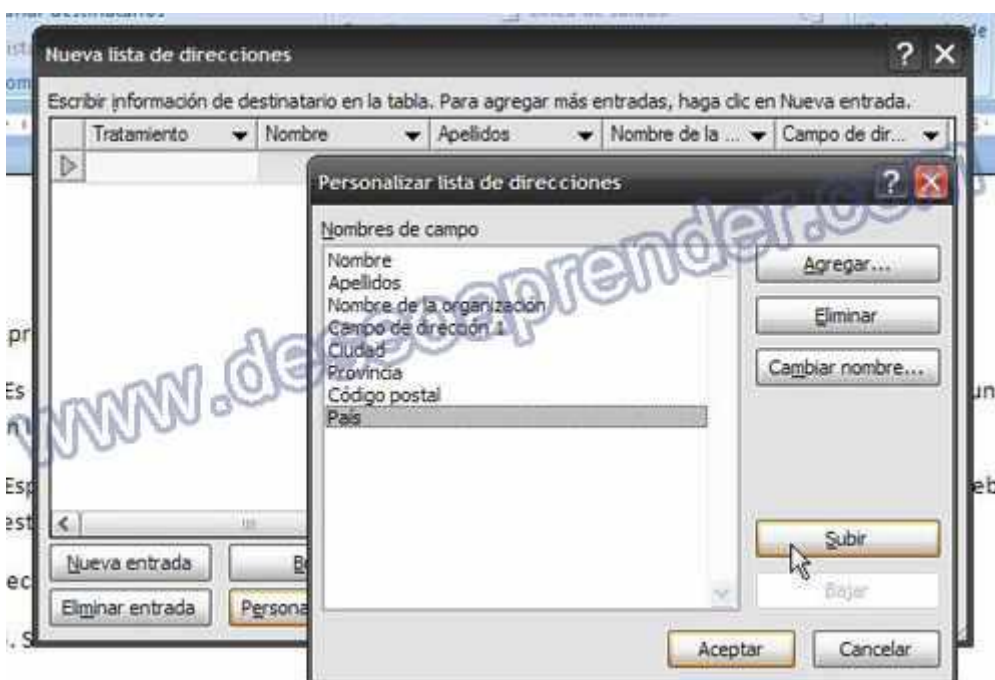 Nueva lista de direcciones
Escribir información de destinatario en la tabla. Para agregar más entradas, haga clic en Nueva entrada.
Tratamiento Nombre Apellidos Nombre de la ... Campo de dir...
Personalizar lista de direcciones
Nombres de campo
Nombre
Apellidos
Nombre de la organización
Campo de dirección 1
Ciudad
Provincia
Código postal
País
Agregar...
Eliminar
Cambiar nombre...
Subir
Bajar
Aceptar Cancelar
Nueva entrada
Eliminar entrada Persona
www.deseoaprender.com